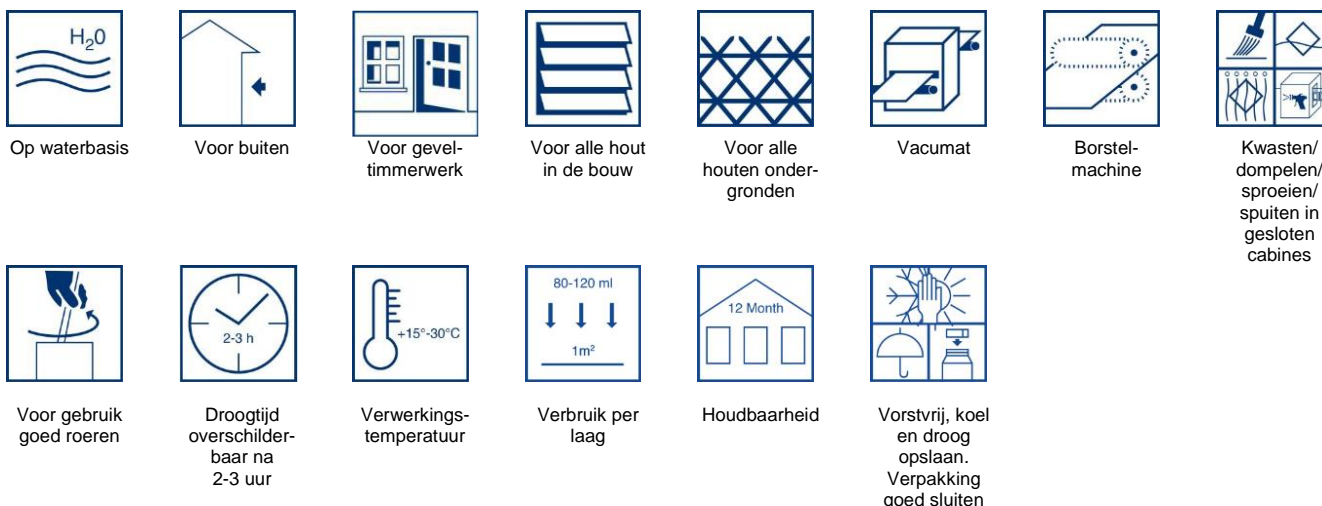 H₂0
Op waterbasis
Voor buiten
Voor gevel-
timmerwerk
Voor alle hout
in de bouw
Voor alle
houten onder-
gronden
Vacumat
Borstel-
machine
Kwasten/
dompelen/
sproeien/
spuiten in
gesloten
cabines
2-3 h
+15°-30°C
80-120 ml
1m²
12 Month
Voor gebruik
goed roeren
Droogtijd
overschilder-
baar na
2-3 uur
Verwerkings-
temperatuur
Verbruik per
laag
Houdbaarheid
Vorstvrij, koel
en droog
opslaan.
Verpakking
goed sluiten